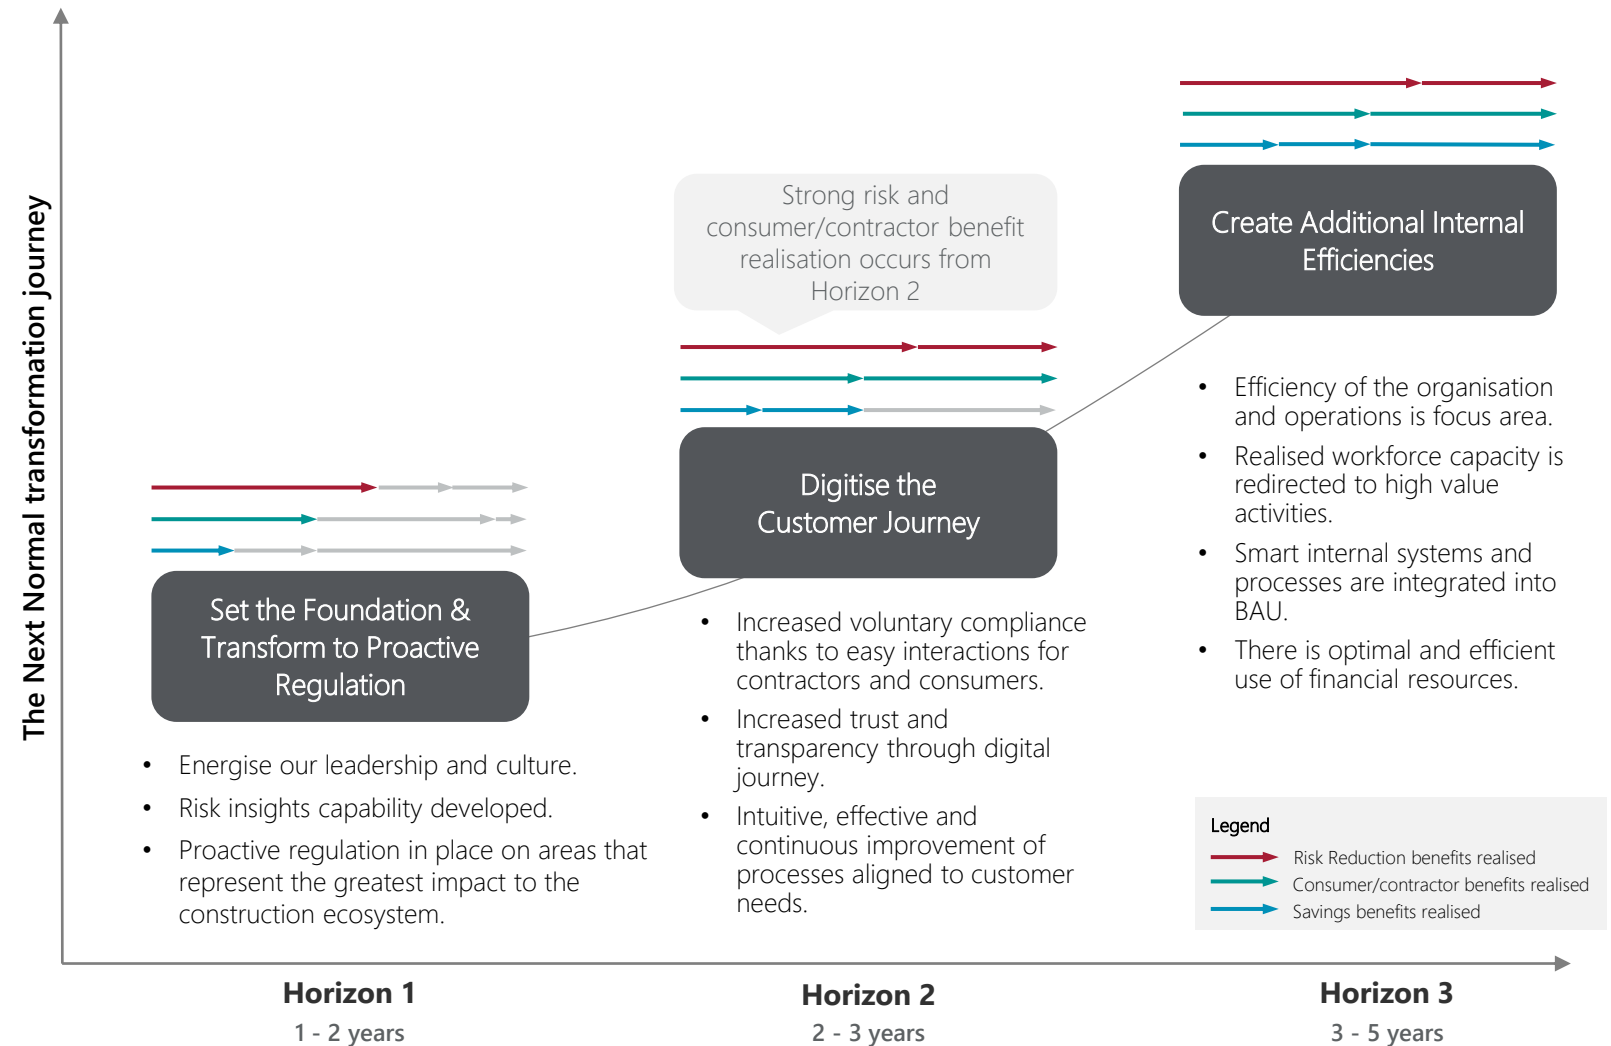 The Next Normal transformation journey
Set the Foundation &
Transform to Proactive
Regulation
• Energise our leadership and culture.
• Risk insights capability developed.
• Proactive regulation in place on areas that
represent the greatest impact to the
construction ecosystem.
Horizon 1
1 - 2 years
Strong risk and
consumer/contractor benefit
realisation occurs from
Horizon 2
Digitise the
Customer Journey
• Increased voluntary compliance
thanks to easy interactions for
contractors and consumers.
• Increased trust and
transparency through digital
journey.
• Intuitive, effective and
continuous improvement of
processes aligned to customer
needs.
Horizon 2
2 - 3 years
Create Additional Internal
Efficiencies
• Efficiency of the organisation
and operations is focus area.
• Realised workforce capacity is
redirected to high value
activities.
• Smart internal systems and
processes are integrated into
BAU.
• There is optimal and efficient
use of financial resources.
Legend
Risk Reduction benefits realised
Consumer/contractor benefits realised
Savings benefits realised
Horizon 3
3 - 5 years